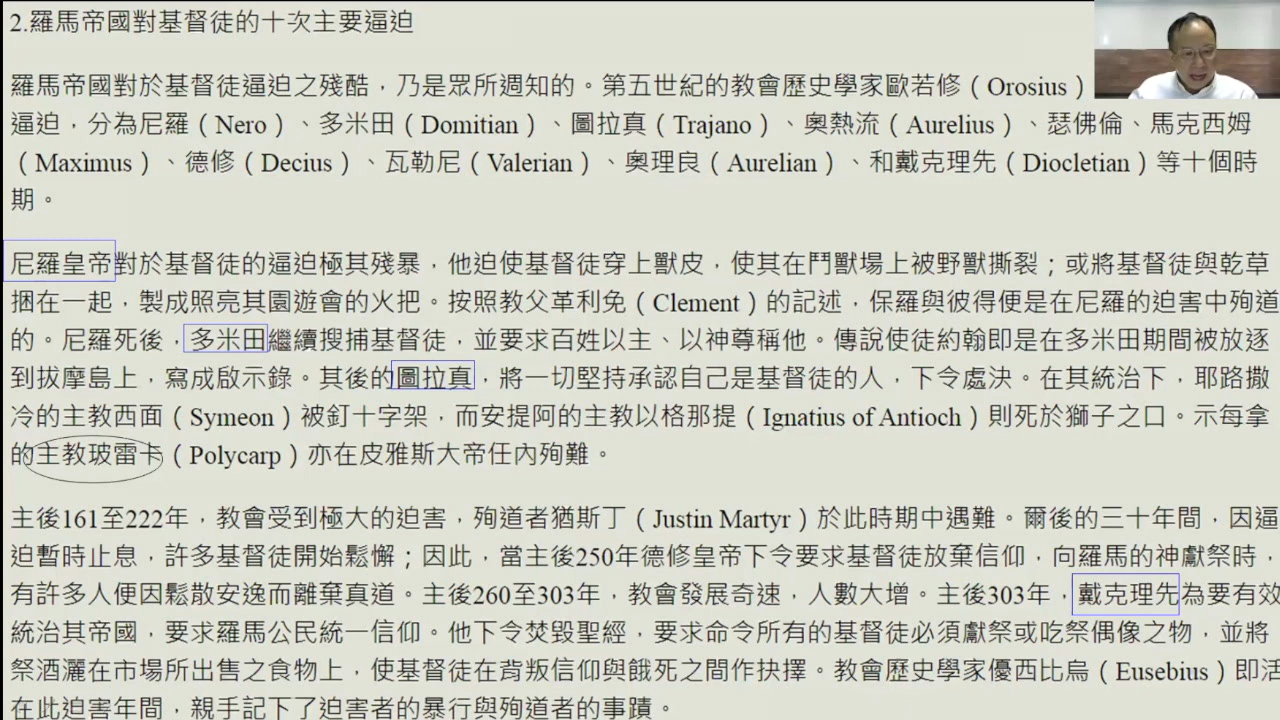 2.羅馬帝國對基督徒的十次主要逼迫
羅馬帝國對於基督徒逼迫之殘酷，乃是眾所週知的。第五世紀的教會歷史學家歐若修（Orosius）
逼迫，分為尼羅（Nero）、多米田（Domitian）、圖拉真（Trajano）、奧熱流（Aurelius）、瑟佛倫、馬克西姆
（Maximus）、德修（Decius）、瓦勒尼（Valerian）、奧理良（Aurelian）、和戴克理先（Diocletian）等十個時
期。
尼羅皇帝對於基督徒的逼迫極其殘暴，他迫使基督徒穿上獸皮，使其在鬥獸場上被野獸撕裂；或將基督徒與乾草
捆在一起，製成照亮其園遊會的火把。按照教父革利免（Clement）的記述，保羅與彼得便是在尼羅的迫害中殉道
的。尼羅死後，多米田繼續搜捕基督徒，並要求百姓以主、以神尊稱他。傳說使徒約翰即是在多米田期間被放逐
到拔摩島上，寫成啟示錄。其後的圖拉真，將一切堅持承認自己是基督徒的人，下令處決。在其統治下，耶路撒
冷的主教西面（Symeon）被釘十字架，而安提阿的主教以格那提（Ignatius of Antioch）則死於獅子之口。示每拿
的主教玻雷卡（Polycarp）亦在皮雅斯大帝任內殉難。
主後161至222年，教會受到極大的迫害，殉道者猶斯丁（Justin Martyr）於此時期中遇難。爾後的三十年間，因逼
迫暫時止息，許多基督徒開始鬆懈；因此，當主後250年德修皇帝下令要求基督徒放棄信仰，向羅馬的神獻祭時，
有許多人便因鬆散安逸而離棄真道。主後260至303年，教會發展奇速，人數大增。主後303年，戴克理先為要有效
統治其帝國，要求羅馬公民統一信仰。他下令焚毀聖經，要求命令所有的基督徒必須獻祭或吃祭偶像之物，並將
祭酒灑在市場所出售之食物上，使基督徒在背叛信仰與餓死之間作抉擇。教會歷史學家優西比烏（Eusebius）即活
在此迫害年間，親手記下了迫害者的暴行與殉道者的事蹟。